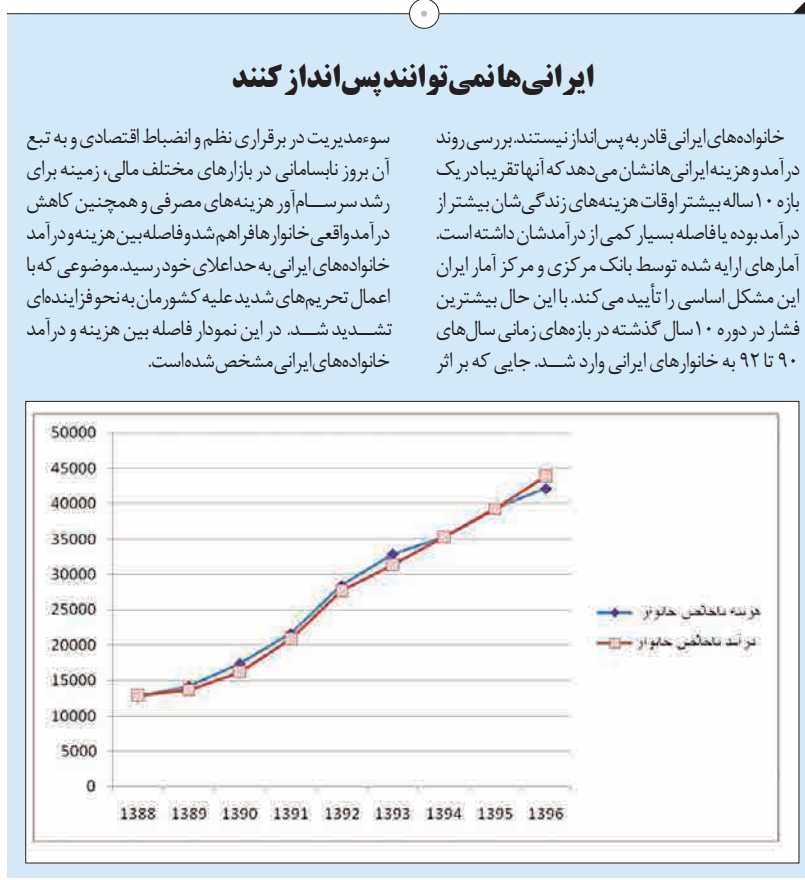 ایرانی‌ها نمی‌توانند پس‌انداز کنند
خانواده‌های ایرانی قادر به پس‌انداز نیستند. بررسی روند
درآمد و هزینه ایرانی‌ها نشان می‌دهد که آنها تقریبا در یک
بازه ۱۰ ساله بیشتر اوقات هزینه‌های زندگی‌شان بیشتر از
درآمد بوده یا فاصله بسیار کمی از درآمدشان داشته است.
آمارهای ارایه شده توسط بانک مرکزی و مرکز آمار ایران
این مشکل اساسی را تأیید می‌کند. با این حال بیشترین
فشار در دوره ۱۰ سال گذشته در بازه‌های زمانی سال‌های
۹۰ تا ۹۲ به خانوارهای ایرانی وارد شد. جایی که بر اثر
سوءمدیریت در برقراری نظم و انضباط اقتصادی و به تبع
آن بروز نابسامانی در بازارهای مختلف مالی، زمینه برای
رشد سرسام‌آور هزینه‌های مصرفی و همچنین کاهش
درآمد واقعی خانوارها فراهم شد و فاصله بین هزینه و درآمد
خانواده‌های ایرانی به حد اعلای خود رسید. موضوعی که با
اعمال تحریم‌های شدید علیه کشورمان به نحو فزاینده‌ای
تشدید شد. در این نمودار فاصله بین هزینه و درآمد
خانواده‌های ایرانی مشخص شده است.
50000
45000
40000
35000
30000
25000
20000
15000
10000
5000
0
1388 1389 1390 1391 1392 1393 1394 1395 1396
هزینه ناخالص خانوار
درآمد ناخالص خانوار